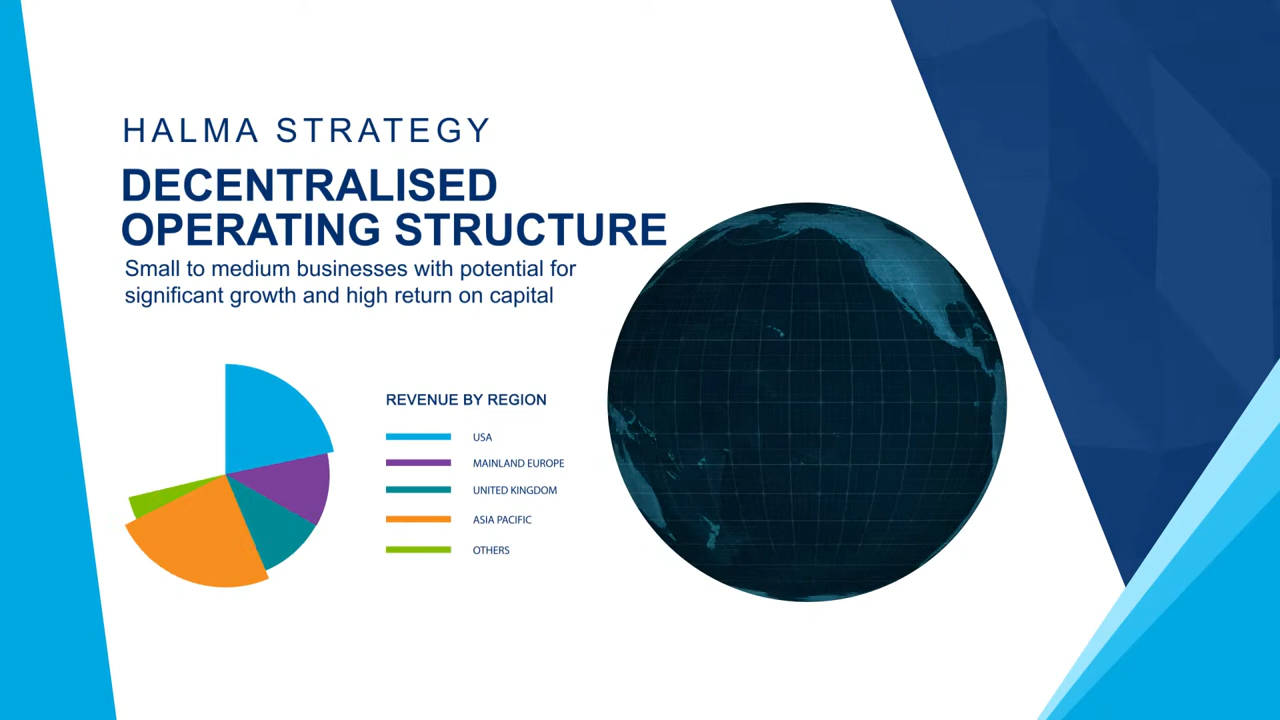 HALMA STRATEGY
DECENTRALISED
OPERATING STRUCTURE
Small to medium businesses with potential for
significant growth and high return on capital
REVENUE BY REGION
USA
MAINLAND EUROPE
UNITED KINGDOM
ASIA PACIFIC
OTHERS